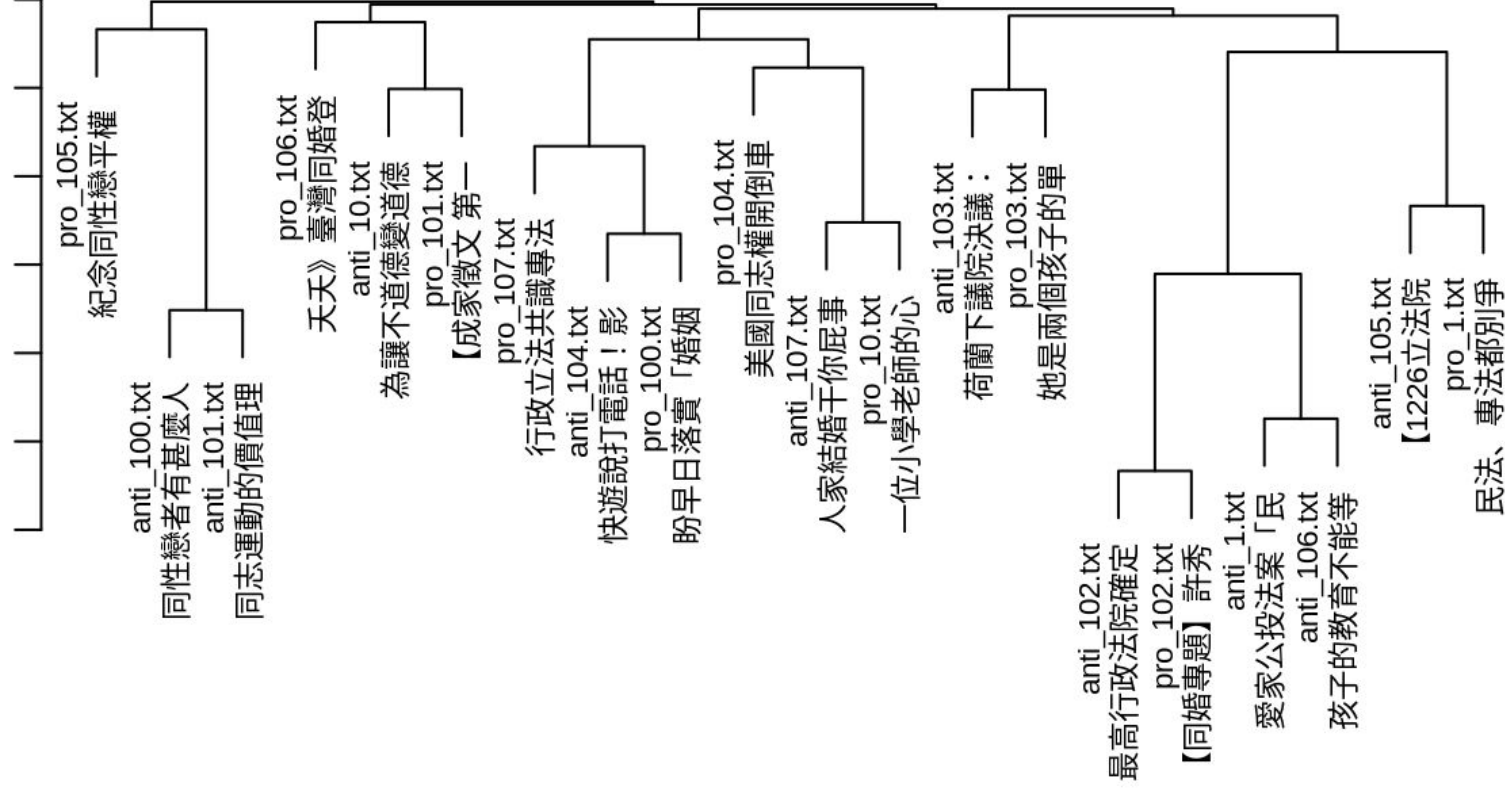 pro_105.txt
紀念同性戀平權
anti_100.txt
同性戀者有甚麼人
anti_101.txt
同志運動的價值理
pro_106.txt
天天》臺灣同婚登
anti_10.txt
為讓不道德變道德
pro_101.txt
【成家徵文 第一
pro_107.txt
行政立法共識專法
anti_104.txt
快遊說打電話！影
pro_100.txt
盼早日落實「婚姻
pro_104.txt
美國同志權開倒車
anti_107.txt
人家結婚干你屁事
pro_10.txt
一位小學老師的心
anti_103.txt
荷蘭下議院決議：
pro_103.txt
她是兩個孩子的單
anti_102.txt
最高行政法院確定
pro_102.txt
【同婚專題】許秀
anti_1.txt
愛家公投法案「民
anti_106.txt
孩子的教育不能等
anti_105.txt
【1226立法院
pro_1.txt
民法、專法都別爭